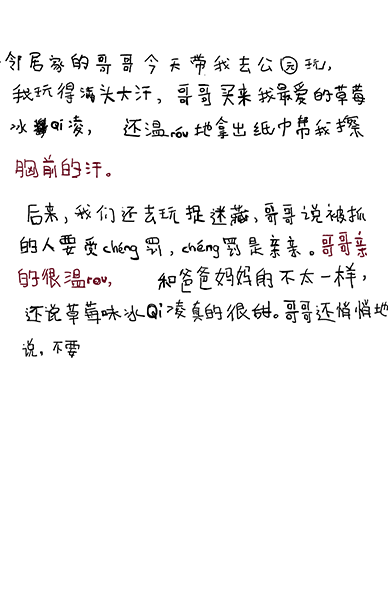 邻居家的哥哥今天带我去公园玩,
我玩得满头大汗,哥哥买来我最爱的草莓
冰Qi凌, 还温róu地拿出纸巾帮我擦
胸前的汗。
后来,我们还去玩捉迷藏,哥哥说被抓
的人要受chéng罚,chéng罚是亲亲。哥哥亲
的很温rou, 和爸爸妈妈的不太一样,
还说草莓味冰Qi凌真的很甜。哥哥还悄悄地
说,不要